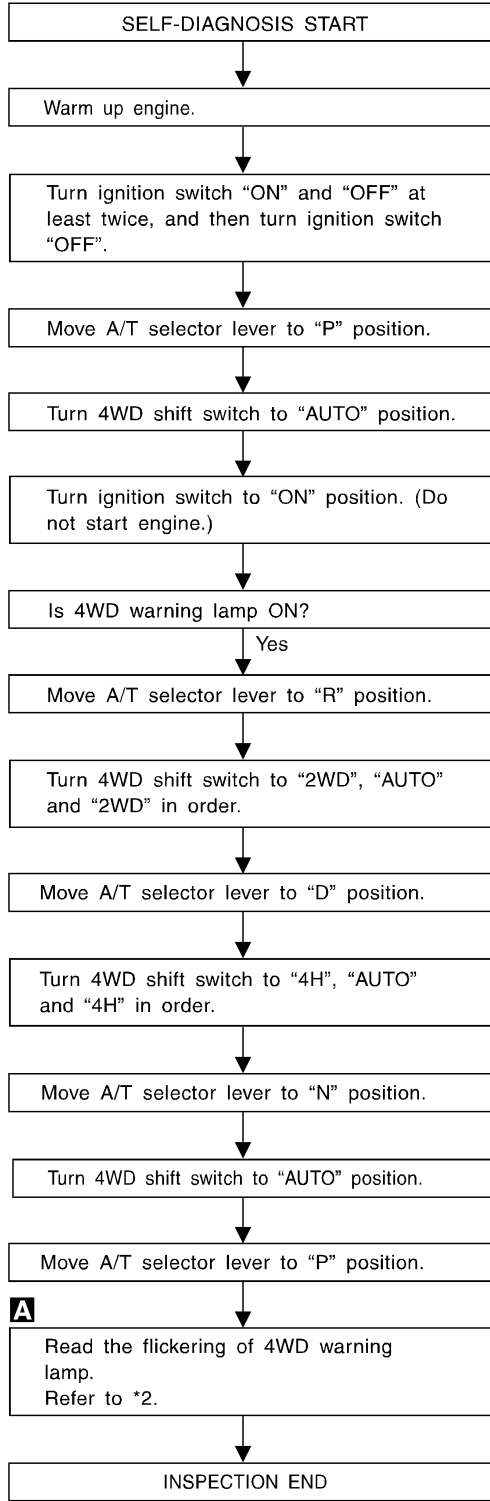 SELF-DIAGNOSIS START
Warm up engine.
Turn ignition switch “ON” and “OFF” at
least twice, and then turn ignition switch
“OFF”.
Move A/T selector lever to “P” position.
Turn 4WD shift switch to “AUTO” position.
Turn ignition switch to “ON” position. (Do
not start engine.)
Is 4WD warning lamp ON?
Yes
Move A/T selector lever to “R” position.
Turn 4WD shift switch to “2WD”, “AUTO”
and “2WD” in order.
Move A/T selector lever to “D” position.
Turn 4WD shift switch to “4H”, “AUTO”
and “4H” in order.
Move A/T selector lever to “N” position.
Turn 4WD shift switch to “AUTO” position.
Move A/T selector lever to “P” position.
A
Read the flickering of 4WD warning
lamp.
Refer to *2.
INSPECTION END